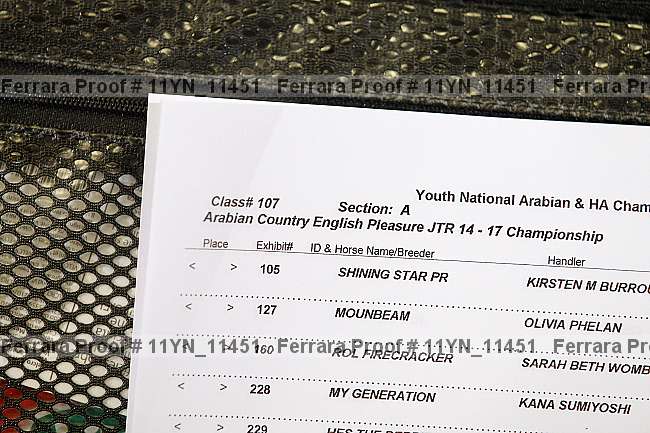 Ferrara Proof # 11YN_11451 Ferrara Proof # 11YN_11451 Ferrara
Youth National Arabian & HA Cham
Class# 107 Section: A
Arabian Country English Pleasure JTR 14 - 17 Championship
Place Exhibit# ID & Horse Name/Breeder Handler
< > 105 SHINING STAR PR KIRSTEN M BURROU
< > 127 MOUNBEAM OLIVIA PHELAN
Ferrara Proof # 11YN_11451 Ferrara Proof # 11YN_11451 Ferrara
160 ROL FIRECRACKER SARAH BETH WOMB
< > 228 MY GENERATION KANA SUMIYOSHI
< > 229 HES THE